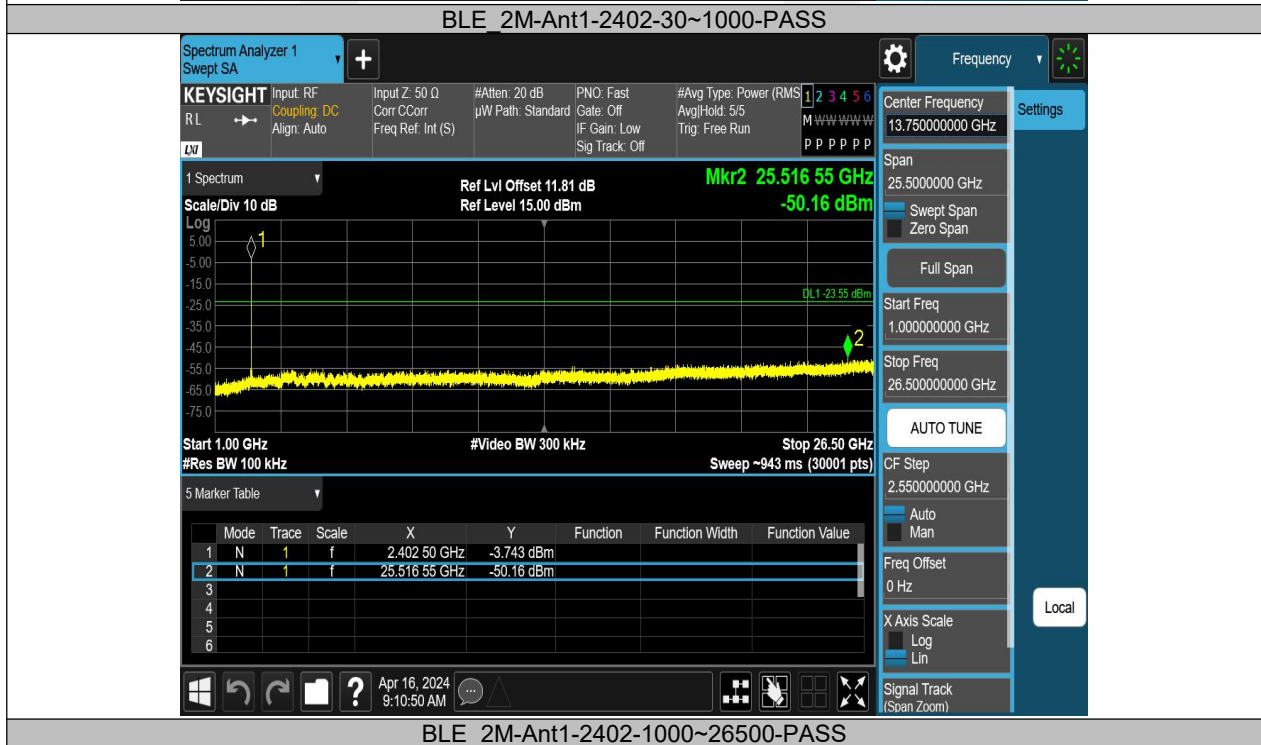 BLE_2M-Ant1-2402-30~1000-PASS
Spectrum Analyzer 1
Swept SA
+
Frequency
KEYSIGHT
RL
LXI
Input: RF
Coupling: DC
Align: Auto
Input Z: 50 Ω
Corr CCorr
Freq Ref: Int (S)
#Atten: 20 dB
µW Path: Standard
PNO: Fast
Gate: Off
IF Gain: Low
Sig Track: Off
#Avg Type: Power (RMS
Avg|Hold: 5/5
Trig: Free Run
1 2 3 4 5 6
M W W W W W
P P P P P P
1 Spectrum
Scale/Div 10 dB
Ref Lvl Offset 11.81 dB
Ref Level 15.00 dBm
Mkr2 25.516 55 GHz
-50.16 dBm
Log
5.00
-5.00
-15.0
-25.0
-35.0
-45.0
-55.0
-65.0
-75.0
1
DL1 -23.55 dBm
2
Start 1.00 GHz
#Video BW 300 kHz
Stop 26.50 GHz
#Res BW 100 kHz
Sweep ~943 ms (30001 pts)
5 Marker Table
Mode Trace Scale X Y Function Function Width Function Value
1 N 1 f 2.402 50 GHz -3.743 dBm
2 N 1 f 25.516 55 GHz -50.16 dBm
3
4
5
6
Center Frequency
13.750000000 GHz
Settings
Span
25.5000000 GHz
Swept Span
Zero Span
Full Span
Start Freq
1.000000000 GHz
Stop Freq
26.500000000 GHz
AUTO TUNE
CF Step
2.550000000 GHz
Auto
Man
Freq Offset
0 Hz
X Axis Scale
Log
Lin
Local
Signal Track
(Span Zoom)
?
Apr 16, 2024
9:10:50 AM
BLE_2M-Ant1-2402-1000~26500-PASS